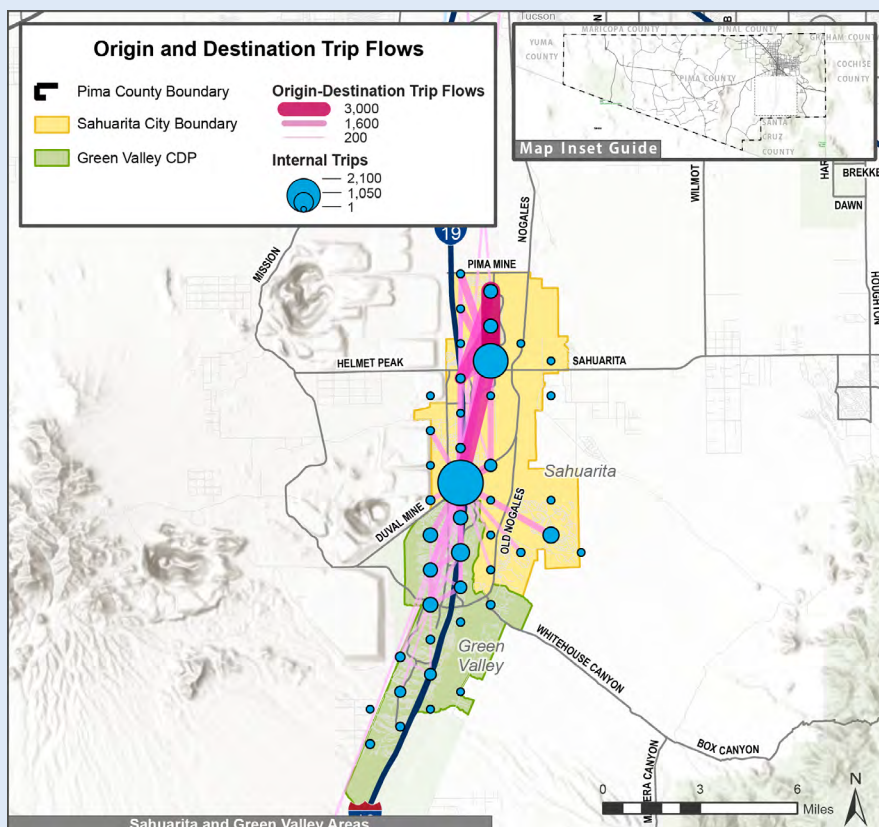 Tucson
Origin and Destination Trip Flows
Pima County Boundary
Sahuarita City Boundary
Green Valley CDP
Origin-Destination Trip Flows
3,000
1,600
200
Internal Trips
2,100
1,050
1
MARICOPA COUNTY
PINAL COUNTY
GRAHAM COUNT
YUMA
COUNTY
COCHISE
COUNTY
PIMA COUNTY
SANTA
CRUZ
COUNTY
Map Inset Guide
HAR
BREKKE
DAWN
WILMOT
HOUGHTON
NOGALES
19
MISSION
PIMA MINE
HELMET PEAK
SAHUARITA
Sahuarita
DUVAL MINE
OLD NOGALES
Green
Valley
WHITEHOUSE CANYON
BOX CANYON
ERA CANYON
0 3 6
Miles
N
Sahuarita and Green Valley Areas